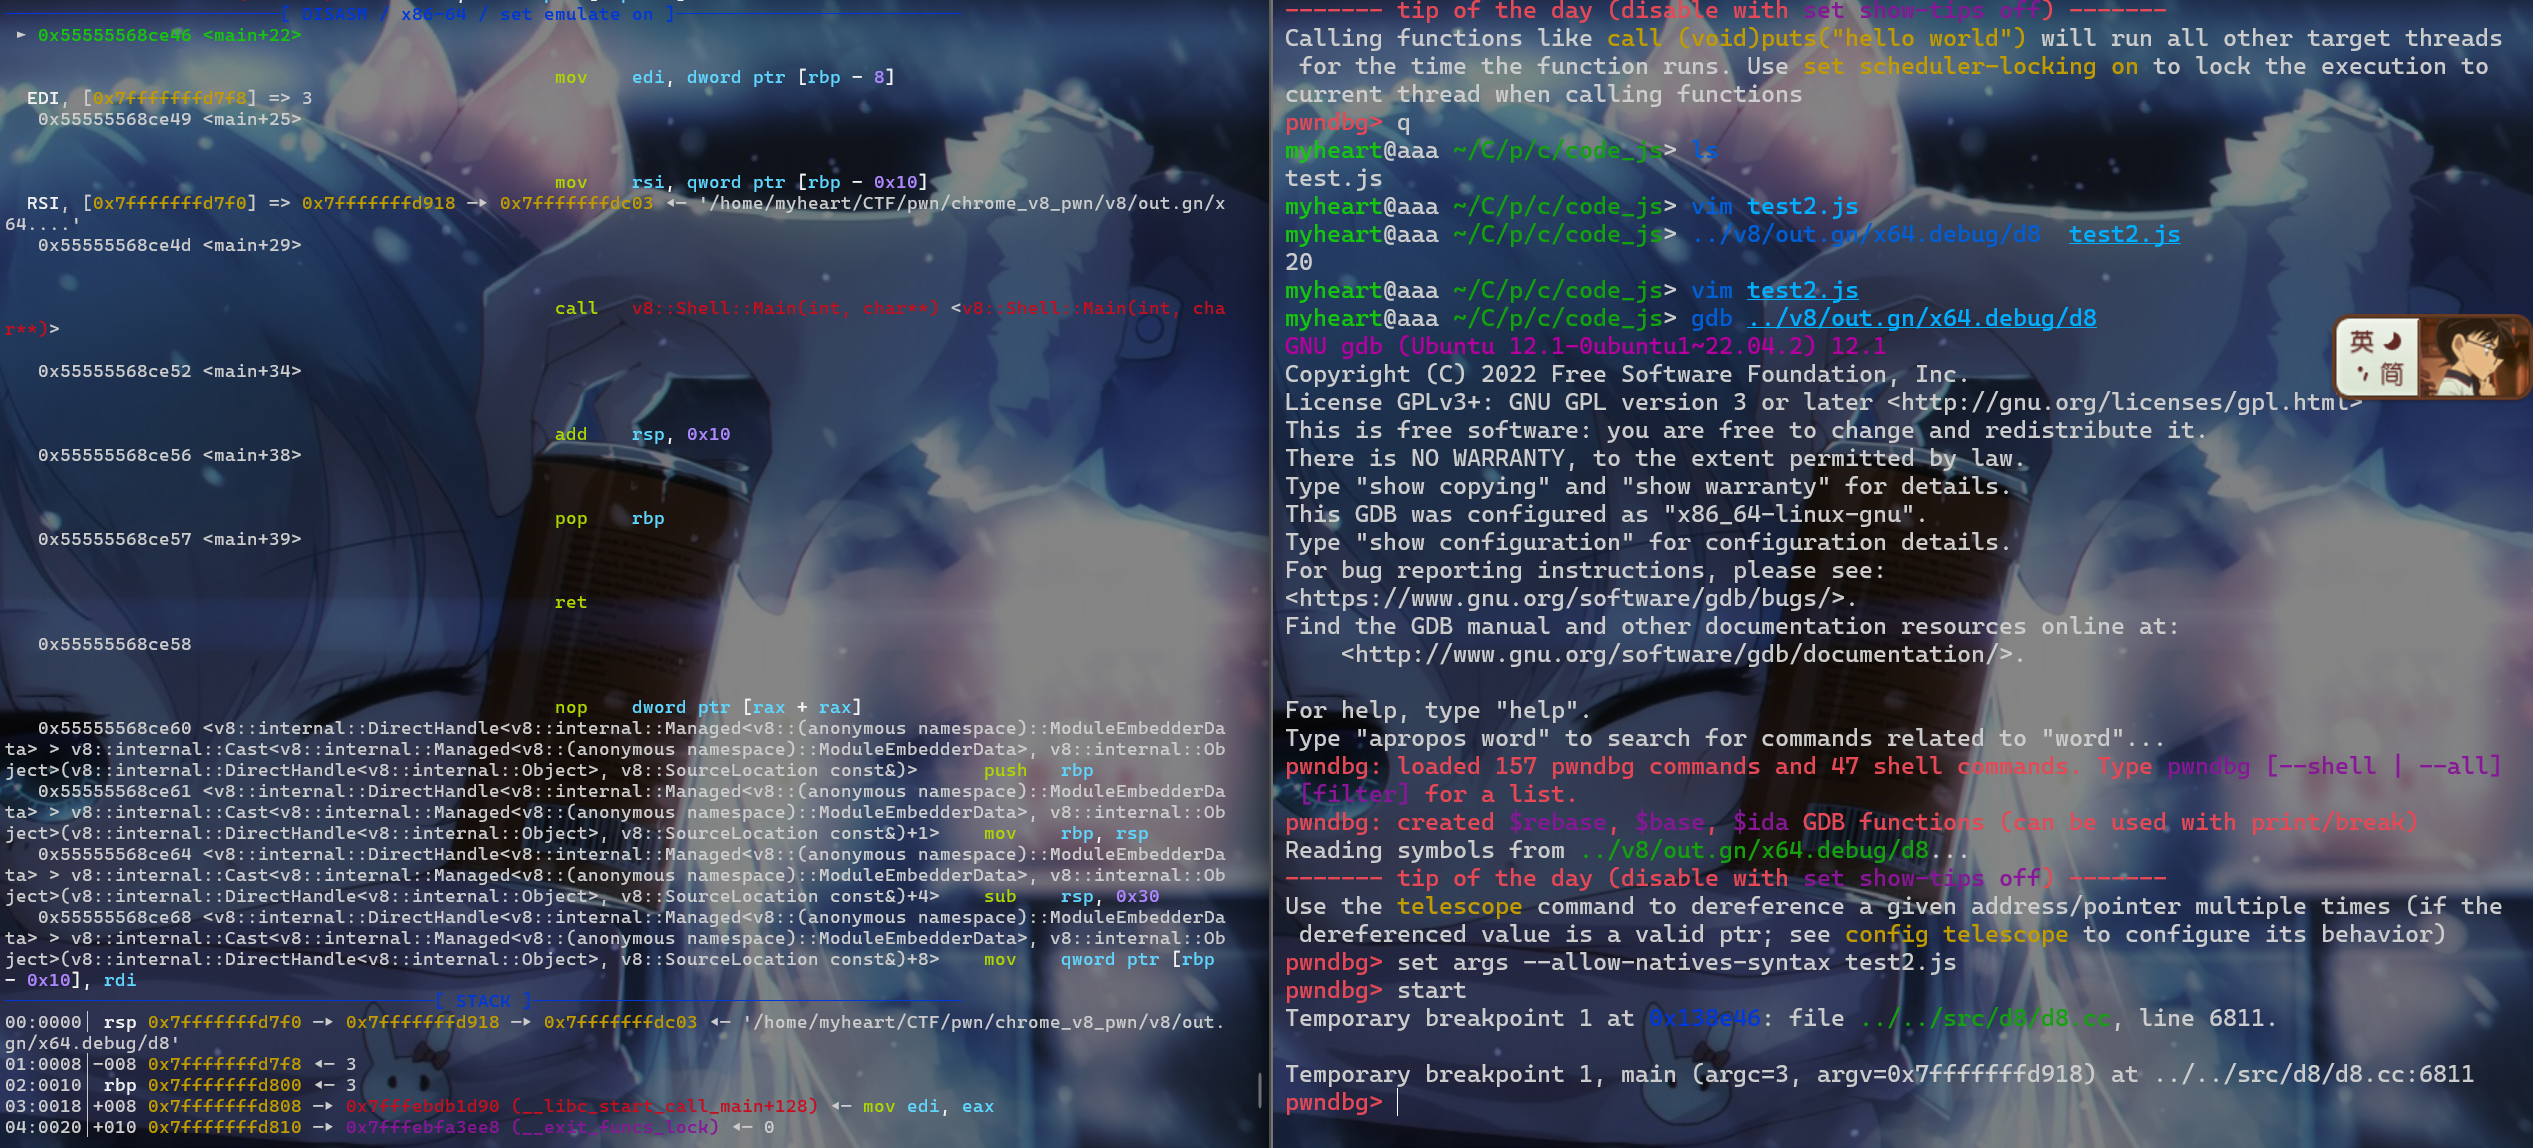 [ DISASM / x86-64 / set emulate on ]
► 0x55555568ce46 <main+22>
mov    edi, dword ptr [rbp - 8]
EDI, [0x7fffffffd7f8] => 3
0x55555568ce49 <main+25>
mov    rsi, qword ptr [rbp - 0x10]
RSI, [0x7fffffffd7f0] => 0x7fffffffd918 —▸ 0x7fffffffdc03 ◂— '/home/myheart/CTF/pwn/chrome_v8_pwn/v8/out.gn/x
64....'
0x55555568ce4d <main+29>
call   v8::Shell::Main(int, char**) <v8::Shell::Main(int, cha
r**)>
0x55555568ce52 <main+34>
add    rsp, 0x10
0x55555568ce56 <main+38>
pop    rbp
0x55555568ce57 <main+39>
ret
0x55555568ce58
nop    dword ptr [rax + rax]
0x55555568ce60 <v8::internal::DirectHandle<v8::internal::Managed<v8::(anonymous namespace)::ModuleEmbedderDa
ta> > v8::internal::Cast<v8::internal::Managed<v8::(anonymous namespace)::ModuleEmbedderData>, v8::internal::Ob
ject>(v8::internal::DirectHandle<v8::internal::Object>, v8::SourceLocation const&)>      push   rbp
0x55555568ce61 <v8::internal::DirectHandle<v8::internal::Managed<v8::(anonymous namespace)::ModuleEmbedderDa
ta> > v8::internal::Cast<v8::internal::Managed<v8::(anonymous namespace)::ModuleEmbedderData>, v8::internal::Ob
ject>(v8::internal::DirectHandle<v8::internal::Object>, v8::SourceLocation const&)+1>    mov    rbp, rsp
0x55555568ce64 <v8::internal::DirectHandle<v8::internal::Managed<v8::(anonymous namespace)::ModuleEmbedderDa
ta> > v8::internal::Cast<v8::internal::Managed<v8::(anonymous namespace)::ModuleEmbedderData>, v8::internal::Ob
ject>(v8::internal::DirectHandle<v8::internal::Object>, v8::SourceLocation const&)+4>    sub    rsp, 0x30
0x55555568ce68 <v8::internal::DirectHandle<v8::internal::Managed<v8::(anonymous namespace)::ModuleEmbedderDa
ta> > v8::internal::Cast<v8::internal::Managed<v8::(anonymous namespace)::ModuleEmbedderData>, v8::internal::Ob
ject>(v8::internal::DirectHandle<v8::internal::Object>, v8::SourceLocation const&)+8>    mov    qword ptr [rbp
- 0x10], rdi
[ STACK ]
00:0000│ rsp 0x7fffffffd7f0 —▸ 0x7fffffffd918 —▸ 0x7fffffffdc03 ◂— '/home/myheart/CTF/pwn/chrome_v8_pwn/v8/out.
gn/x64.debug/d8'
01:0008│-008 0x7fffffffd7f8 ◂— 3
02:0010│ rbp 0x7fffffffd800 ◂— 3
03:0018│+008 0x7fffffffd808 —▸ 0x7fffebdb1d90 (__libc_start_call_main+128) ◂— mov edi, eax
04:0020│+010 0x7fffffffd810 —▸ 0x7fffebfa3ee8 (__exit_funcs_lock) ◂— 0
------- tip of the day (disable with set show-tips off) -------
Calling functions like call (void)puts("hello world") will run all other target threads
for the time the function runs. Use set scheduler-locking on to lock the execution to
current thread when calling functions
pwndbg> q
myheart@aaa ~/C/p/c/code_js> ls
test.js
myheart@aaa ~/C/p/c/code_js> vim test2.js
myheart@aaa ~/C/p/c/code_js> ../v8/out.gn/x64.debug/d8  test2.js
20
myheart@aaa ~/C/p/c/code_js> vim test2.js
myheart@aaa ~/C/p/c/code_js> gdb ../v8/out.gn/x64.debug/d8
GNU gdb (Ubuntu 12.1-0ubuntu1~22.04.2) 12.1
Copyright (C) 2022 Free Software Foundation, Inc.
License GPLv3+: GNU GPL version 3 or later <http://gnu.org/licenses/gpl.html>
This is free software: you are free to change and redistribute it.
There is NO WARRANTY, to the extent permitted by law.
Type "show copying" and "show warranty" for details.
This GDB was configured as "x86_64-linux-gnu".
Type "show configuration" for configuration details.
For bug reporting instructions, please see:
<https://www.gnu.org/software/gdb/bugs/>.
Find the GDB manual and other documentation resources online at:
<http://www.gnu.org/software/gdb/documentation/>.
For help, type "help".
Type "apropos word" to search for commands related to "word"...
pwndbg: loaded 157 pwndbg commands and 47 shell commands. Type pwndbg [--shell | --all]
[filter] for a list.
pwndbg: created $rebase, $base, $ida GDB functions (can be used with print/break)
Reading symbols from ../v8/out.gn/x64.debug/d8...
------- tip of the day (disable with set show-tips off) -------
Use the telescope command to dereference a given address/pointer multiple times (if the
dereferenced value is a valid ptr; see config telescope to configure its behavior)
pwndbg> set args --allow-natives-syntax test2.js
pwndbg> start
Temporary breakpoint 1 at 0x138e46: file ../../src/d8/d8.cc, line 6811.
Temporary breakpoint 1, main (argc=3, argv=0x7fffffffd918) at ../../src/d8/d8.cc:6811
pwndbg>
英
简